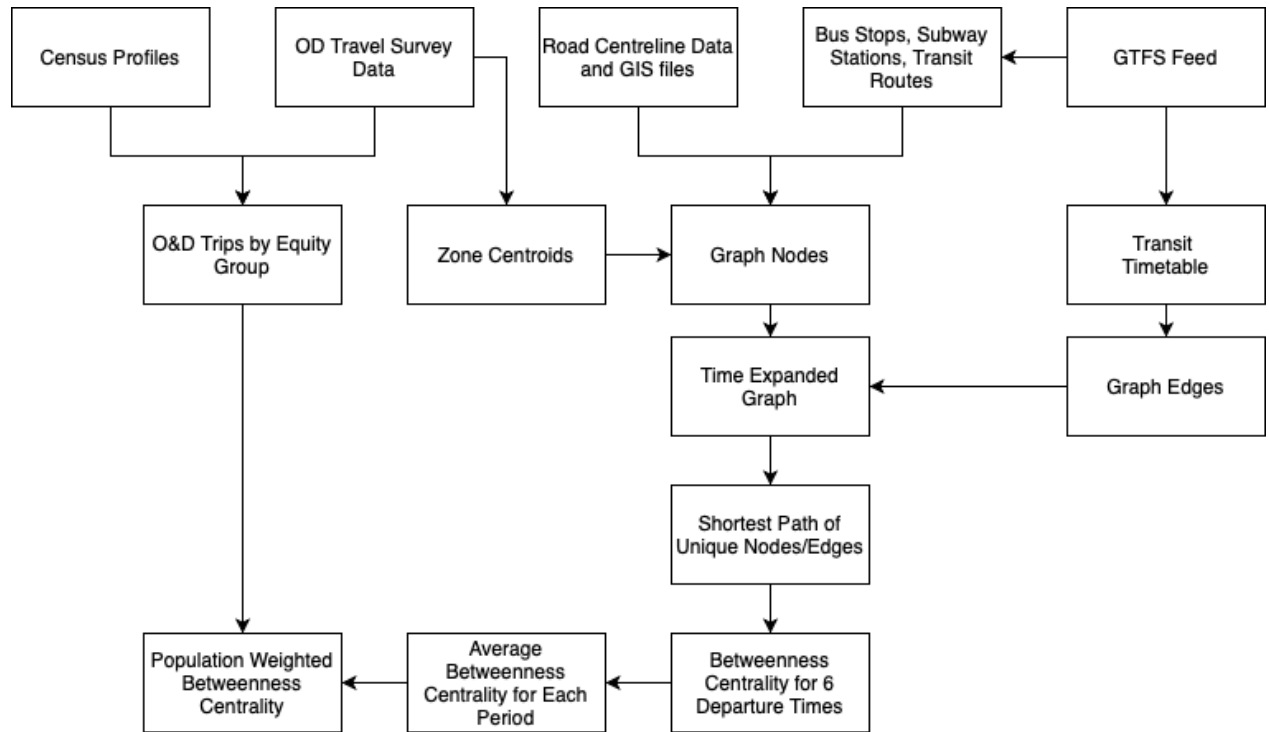 Census Profiles
OD Travel Survey
Data
Road Centreline Data
and GIS files
Bus Stops, Subway
Stations, Transit
Routes
GTFS Feed
O&D Trips by Equity
Group
Zone Centroids
Graph Nodes
Transit
Timetable
Time Expanded
Graph
Graph Edges
Shortest Path of
Unique Nodes/Edges
Population Weighted
Betweenness
Centrality
Average
Betweenness
Centrality for Each
Period
Betweenness
Centrality for 6
Departure Times